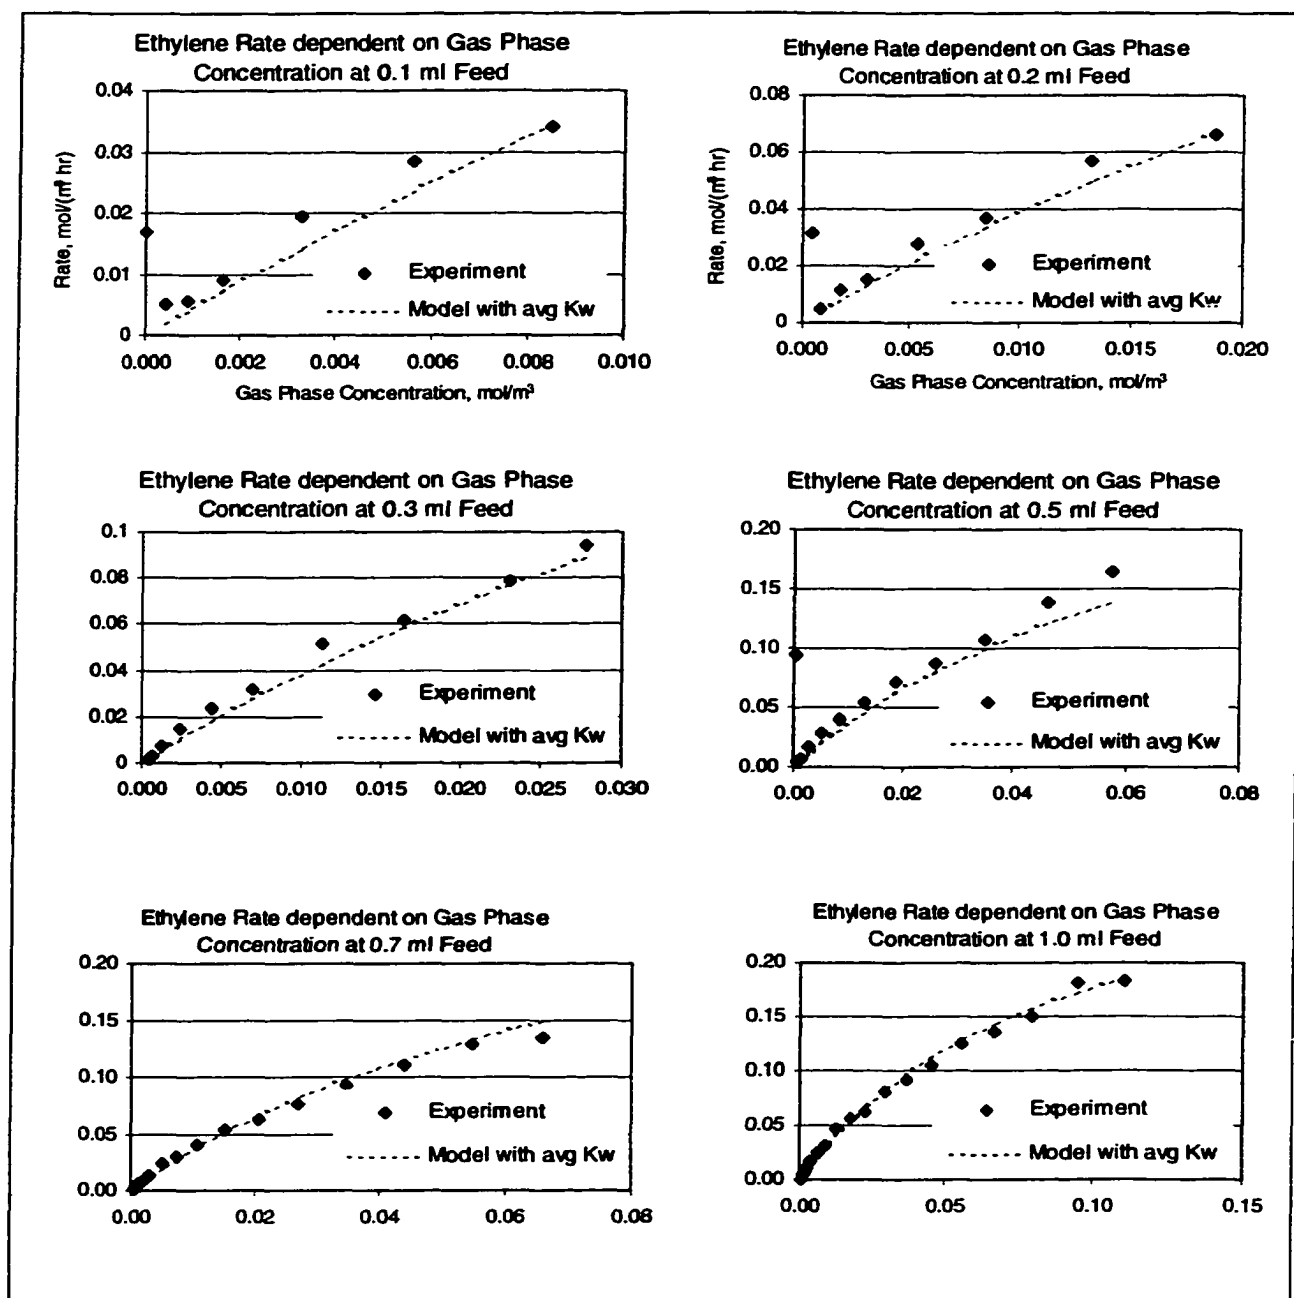 Ethylene Rate dependent on Gas Phase
Concentration at 0.1 ml Feed
0.04
0.03
0.02
0.01
0
Rate, mol/(m³ hr)
Experiment
Model with avg Kw
0.000 0.002 0.004 0.006 0.008 0.010
Gas Phase Concentration, mol/m³
Ethylene Rate dependent on Gas Phase
Concentration at 0.2 ml Feed
0.08
0.06
0.04
0.02
0
Rate, mol/(m³ hr)
Experiment
Model with avg Kw
0.000 0.005 0.010 0.015 0.020
Gas Phase Concentration, mol/m³
Ethylene Rate dependent on Gas Phase
Concentration at 0.3 ml Feed
0.1
0.08
0.06
0.04
0.02
0
Experiment
Model with avg Kw
0.000 0.005 0.010 0.015 0.020 0.025 0.030
Ethylene Rate dependent on Gas Phase
Concentration at 0.5 ml Feed
0.20
0.15
0.10
0.05
0.00
Experiment
Model with avg Kw
0.00 0.02 0.04 0.06 0.08
Ethylene Rate dependent on Gas Phase
Concentration at 0.7 ml Feed
0.20
0.15
0.10
0.05
0.00
Experiment
Model with avg Kw
0.00 0.02 0.04 0.06 0.08
Ethylene Rate dependent on Gas Phase
Concentration at 1.0 ml Feed
0.20
0.15
0.10
0.05
0.00
Experiment
Model with avg Kw
0.00 0.05 0.10 0.15